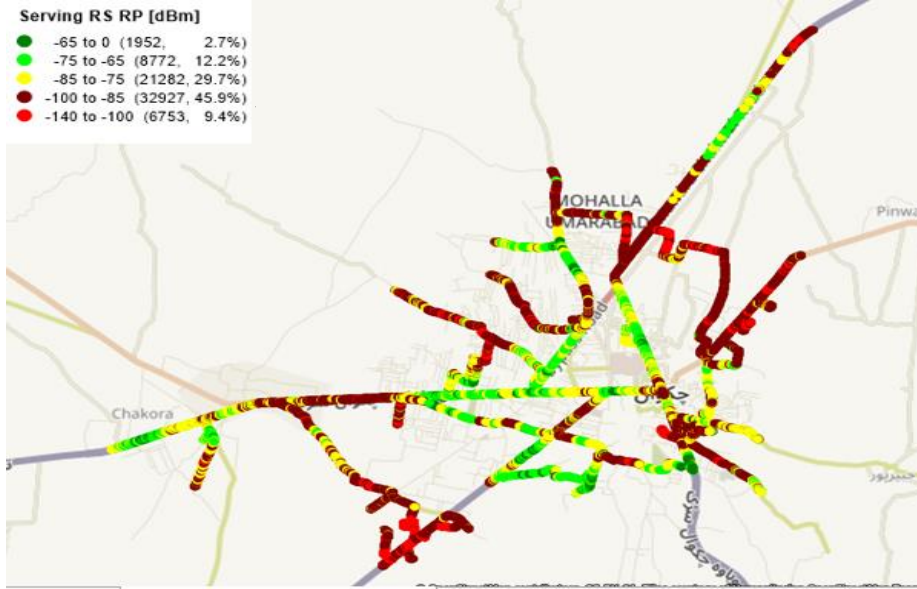 Serving RS RP [dBm]
-65 to 0 (1952, 2.7%)
-75 to -65 (8772, 12.2%)
-85 to -75 (21282, 29.7%)
-100 to -85 (32927, 45.9%)
-140 to -100 (6753, 9.4%)
MOHALLA
UMARABAD
Pinwa
Chakora
چکوال